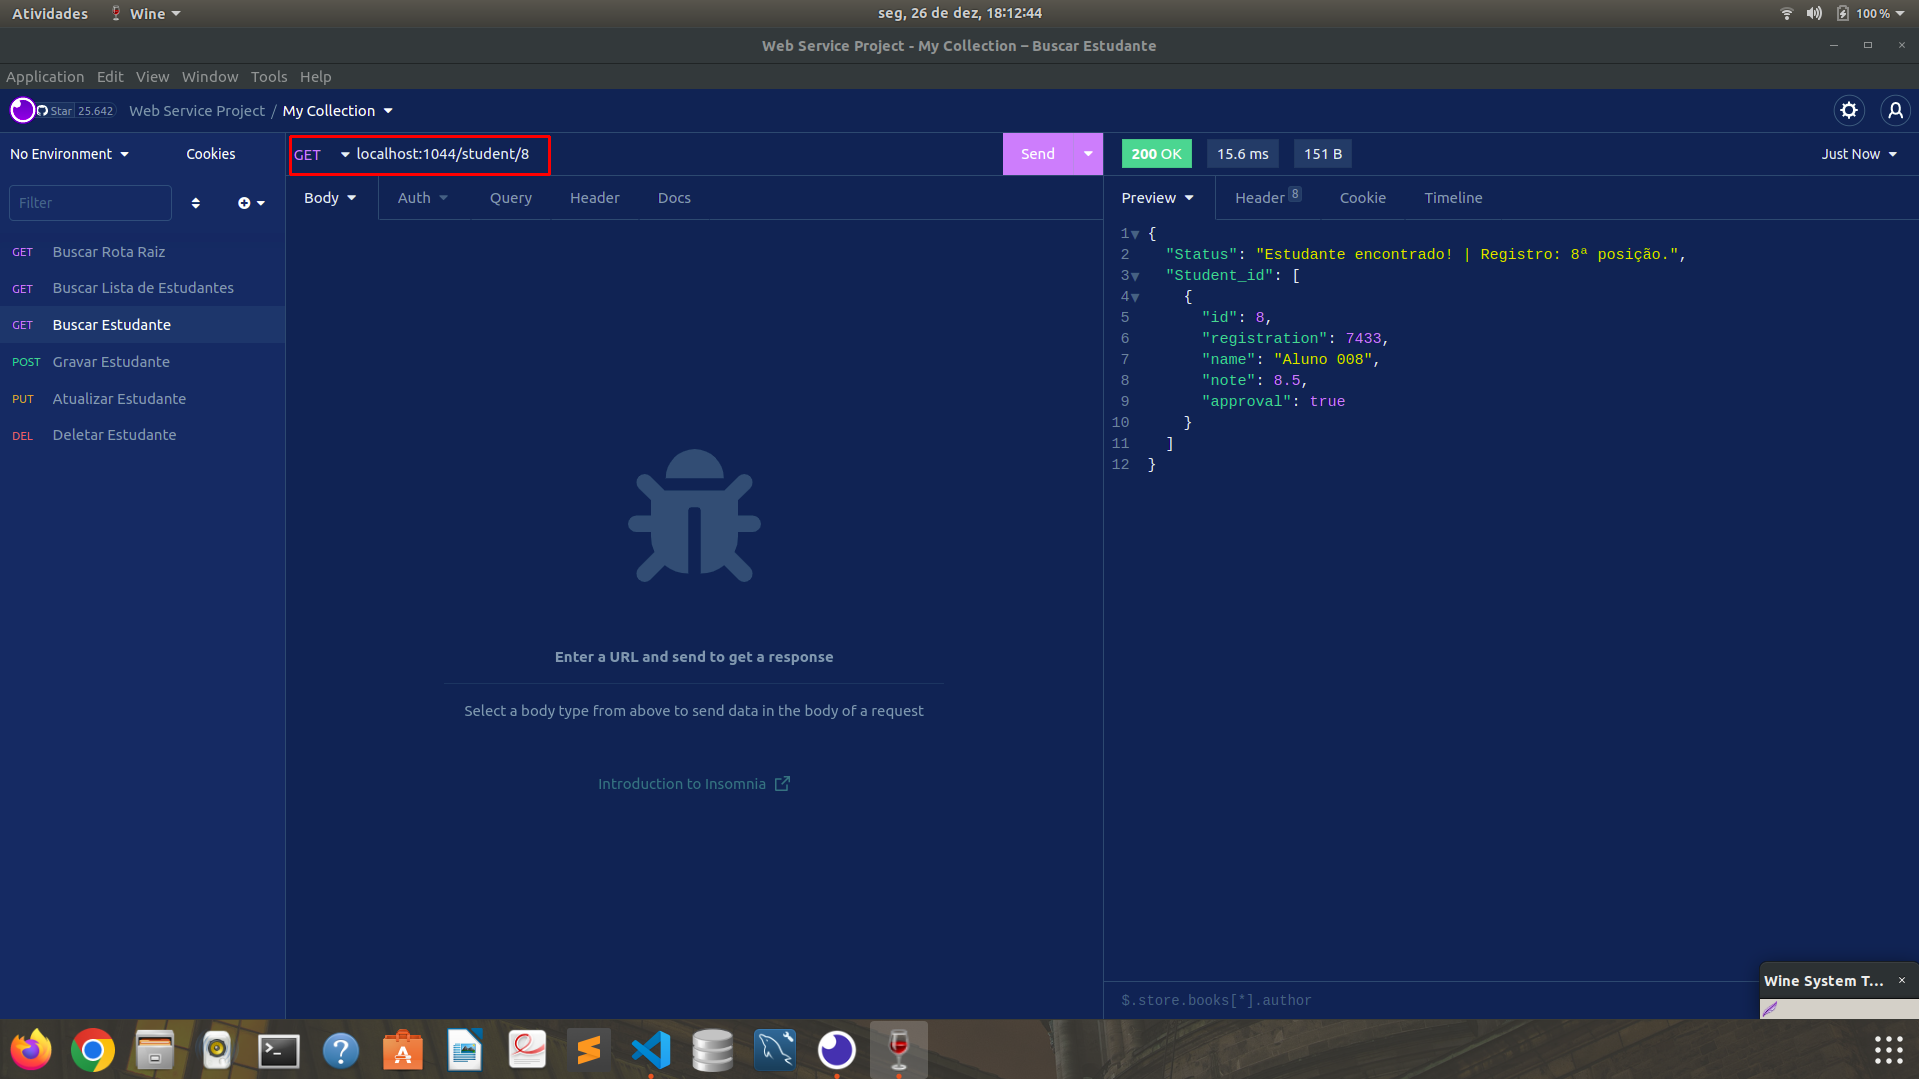 Atividades Wine seg, 26 de dez, 18:12:44 100 %
Web Service Project - My Collection – Buscar Estudante
Application Edit View Window Tools Help
Star 25.642 Web Service Project / My Collection
No Environment Cookies
GET localhost:1044/student/8 Send
200 OK 15.6 ms 151 B Just Now
Filter
Body Auth Query Header Docs
Preview Header 8 Cookie Timeline
GET Buscar Rota Raiz
GET Buscar Lista de Estudantes
GET Buscar Estudante
POST Gravar Estudante
PUT Atualizar Estudante
DEL Deletar Estudante
Enter a URL and send to get a response
Select a body type from above to send data in the body of a request
Introduction to Insomnia
1 {
2 "Status": "Estudante encontrado! | Registro: 8ª posição.",
3 "Student_id": [
4 {
5 "id": 8,
6 "registration": 7433,
7 "name": "Aluno 008",
8 "note": 8.5,
9 "approval": true
10 }
11 ]
12 }
$.store.books[*].author
Wine System T... ×